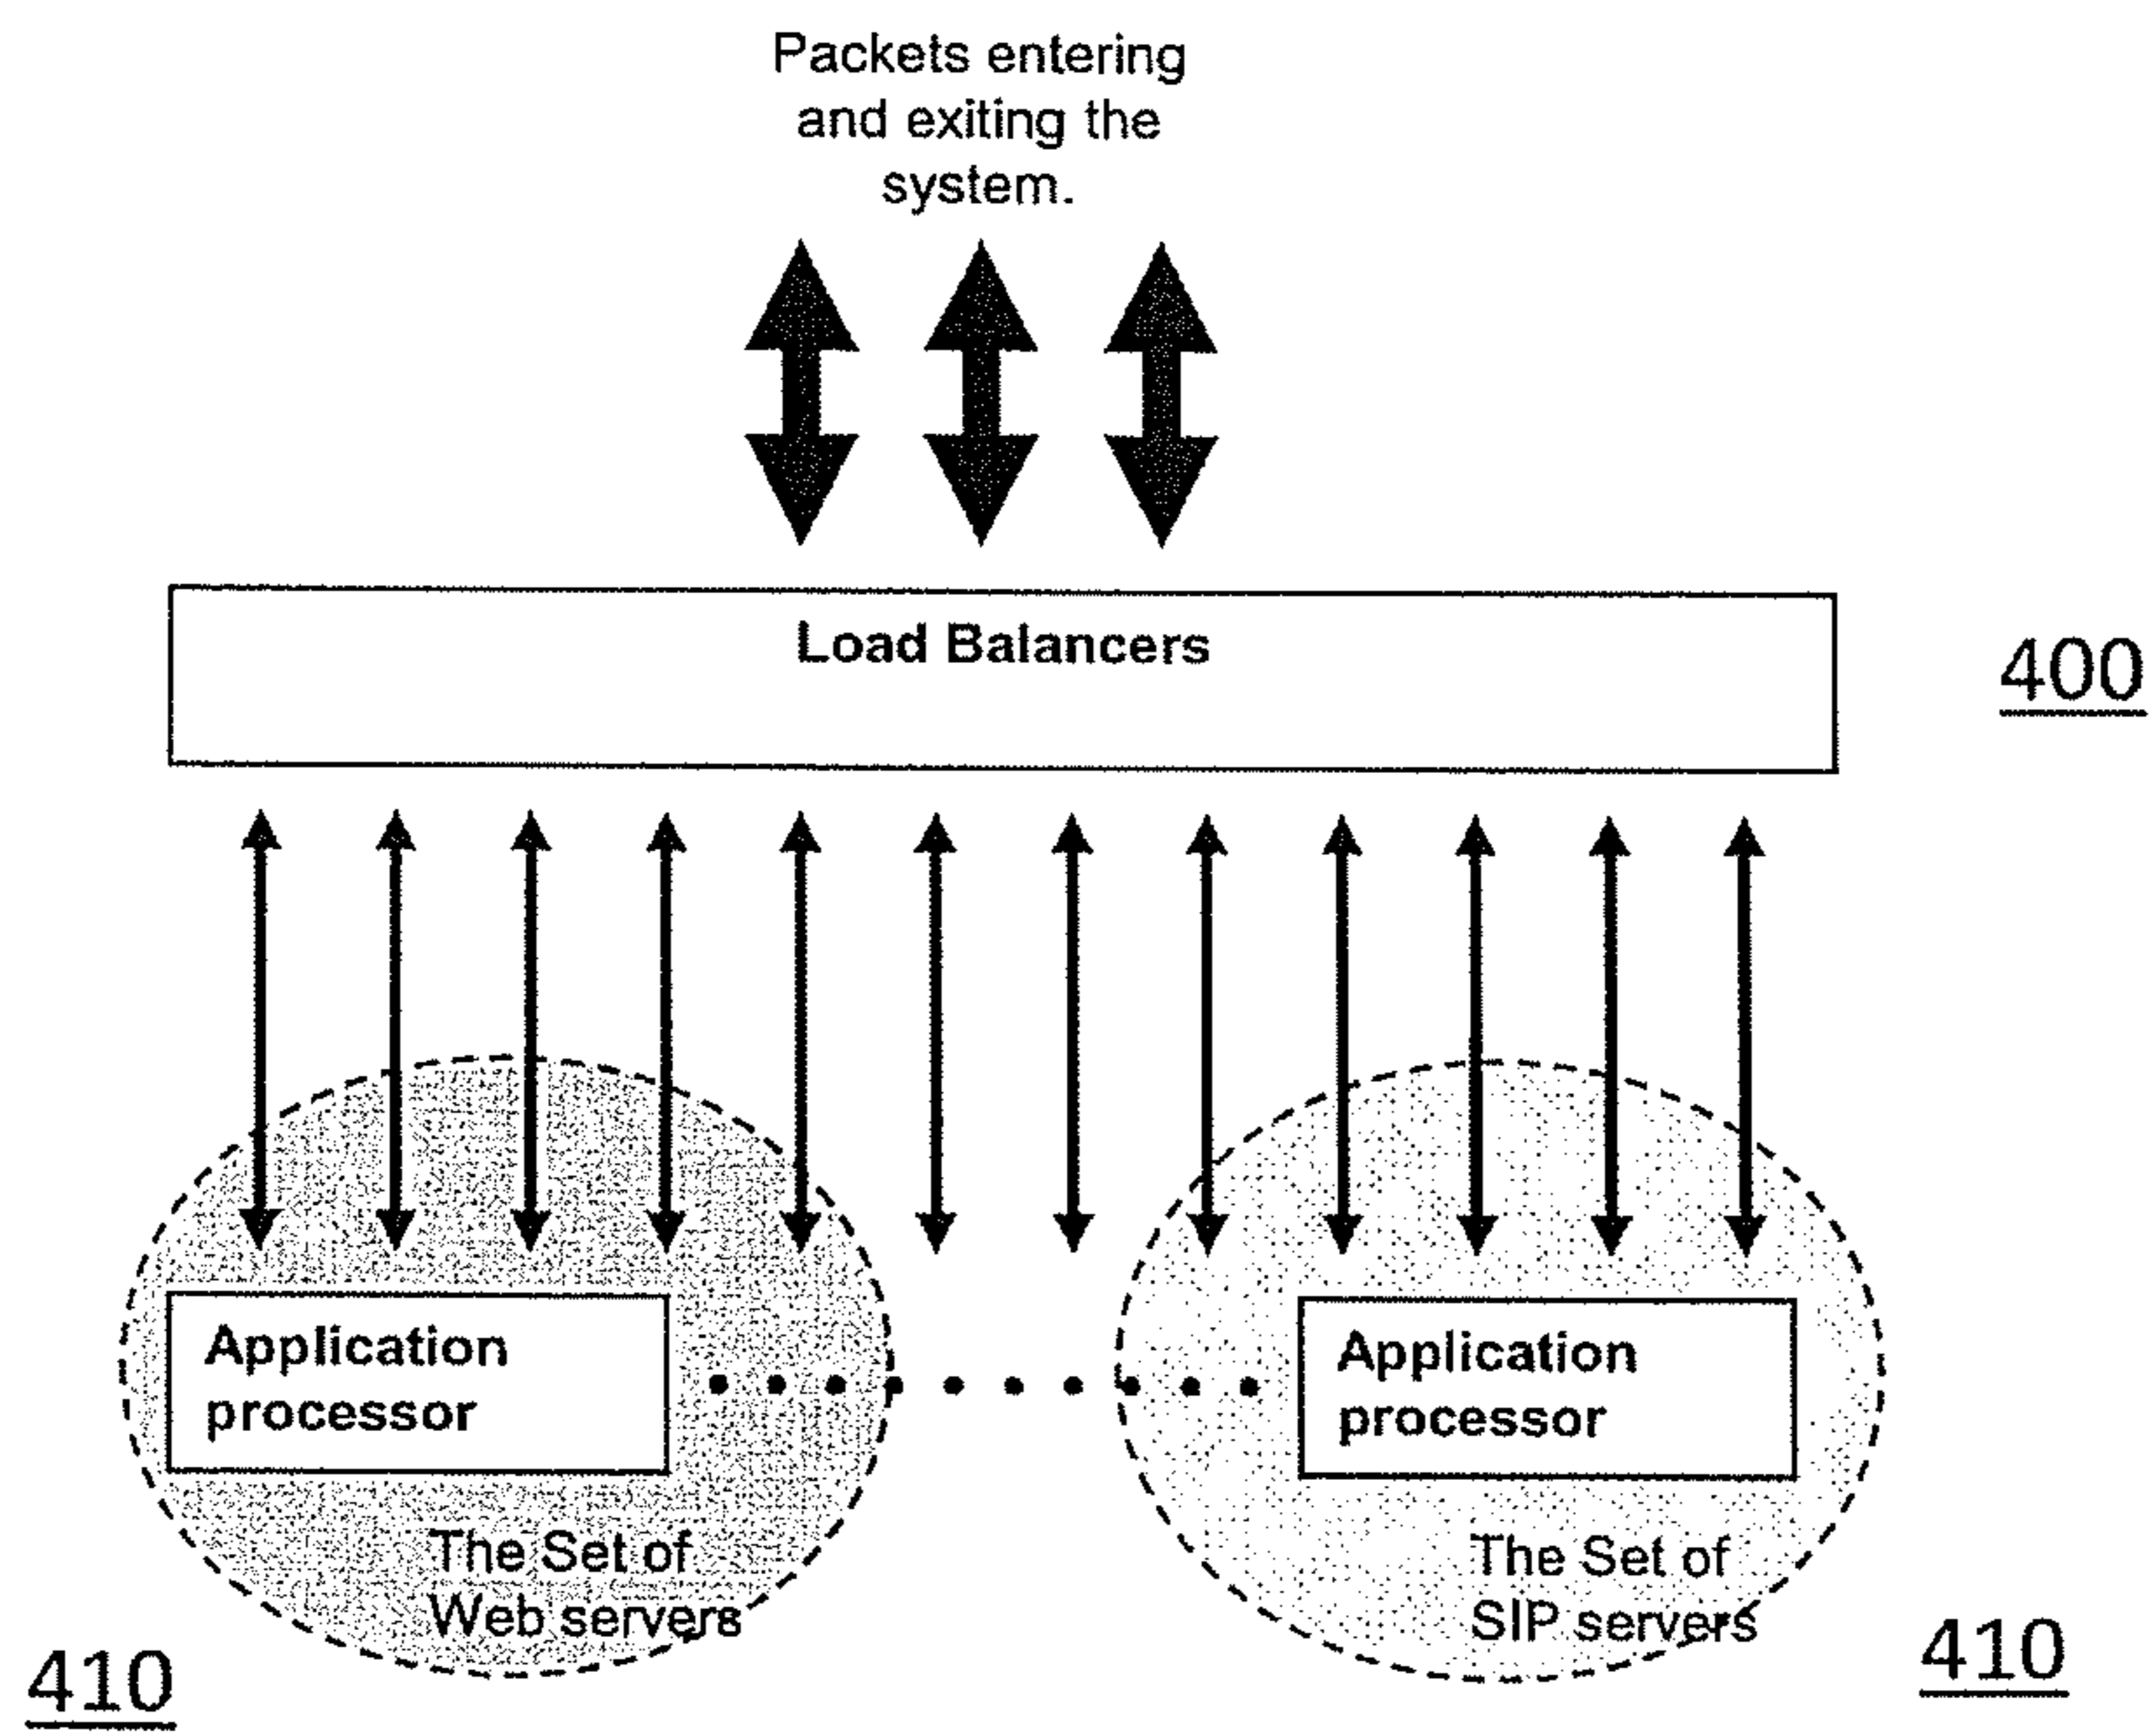 Packets entering
and exiting the
system.
Load Balancers
400
Application
processor
Application
processor
The Set of
Web servers
The Set of
SIP servers
410
410